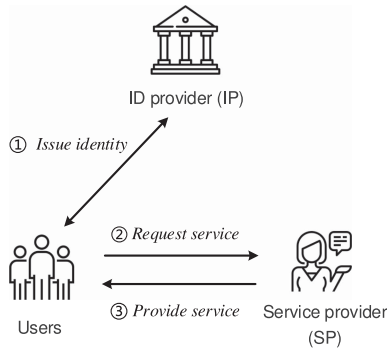 ID provider (IP)
① Issue identity
② Request service
③ Provide service
Users
Service provider
(SP)